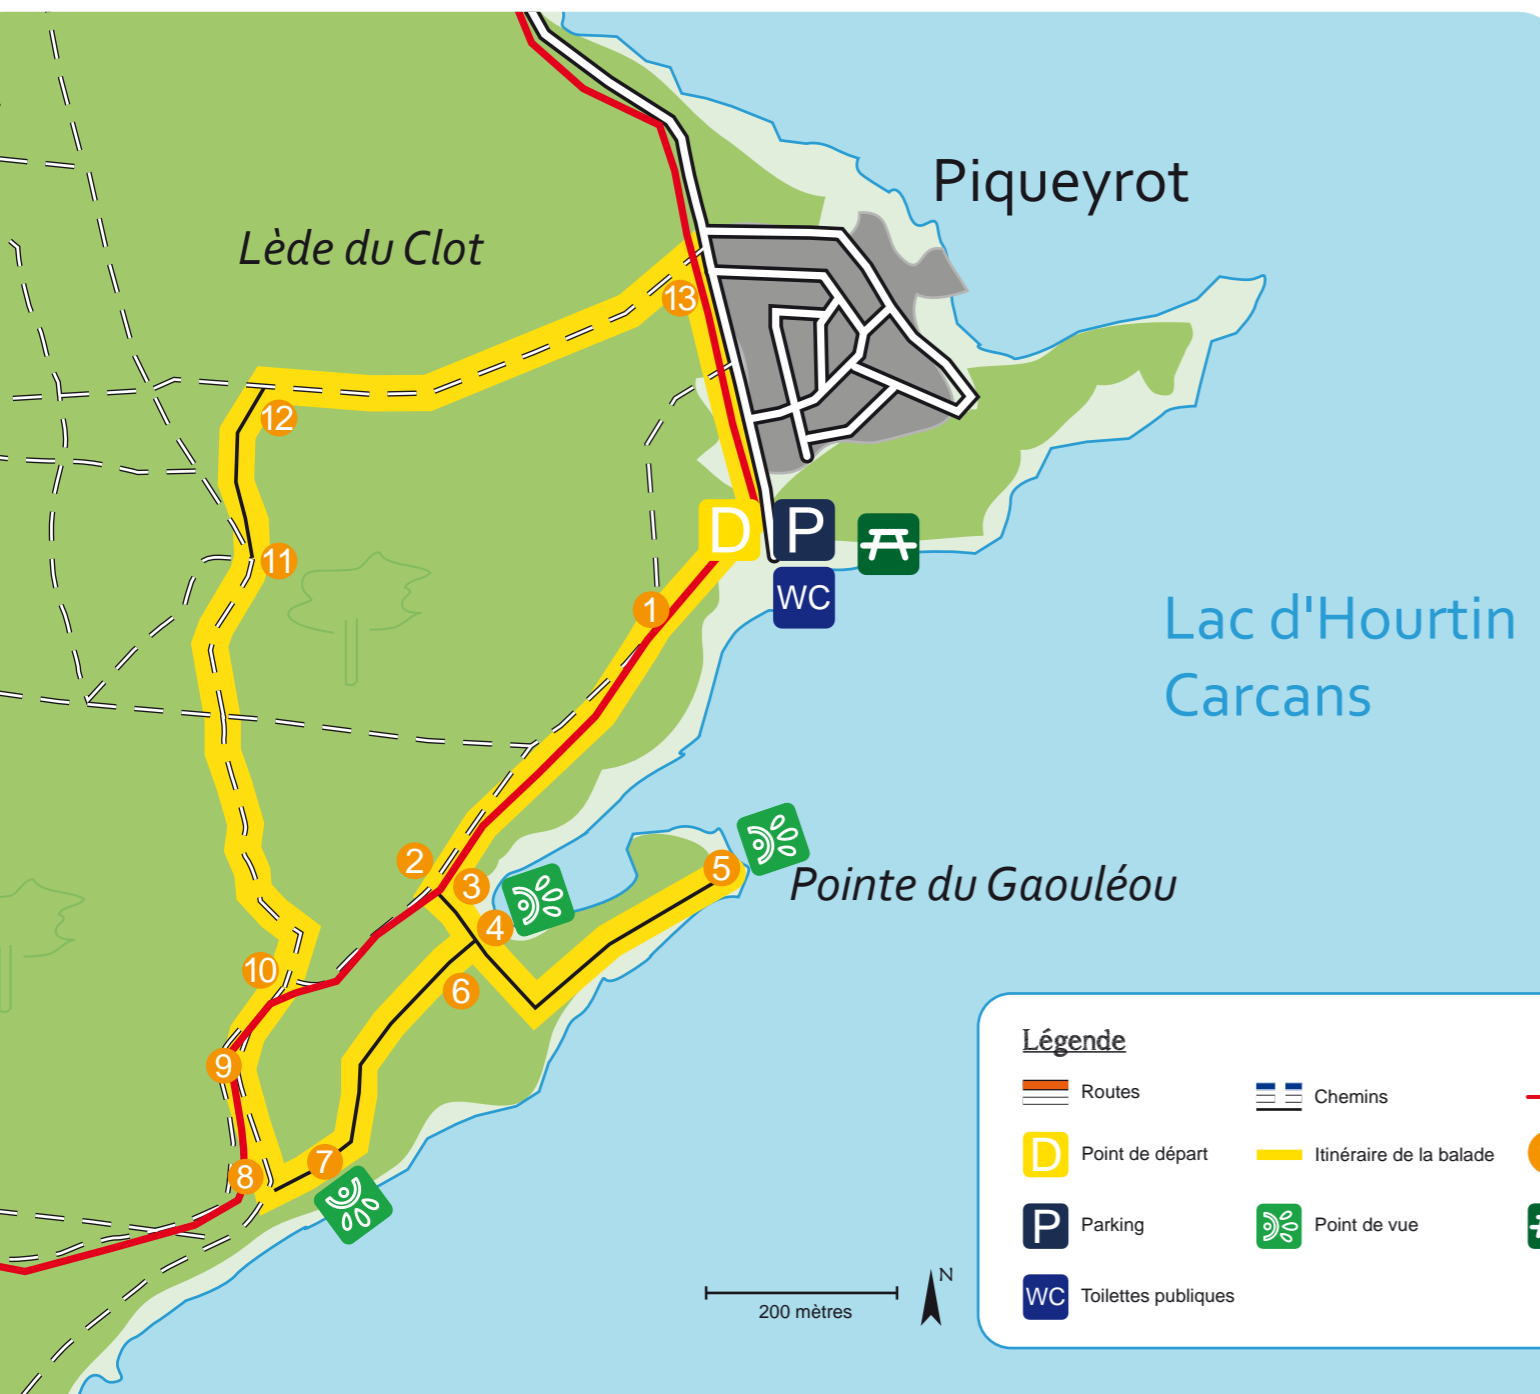 Piqueyrot
Lède du Clot
13
12
D
P
11
WC
1
Lac d'Hourtin
Carcans
2
3
4
5
Pointe du Gaouléou
10
6
9
7
8
Légende
Routes
Chemins
D
Point de départ
Itinéraire de la balade
P
Parking
Point de vue
WC
Toilettes publiques
N
200 mètres